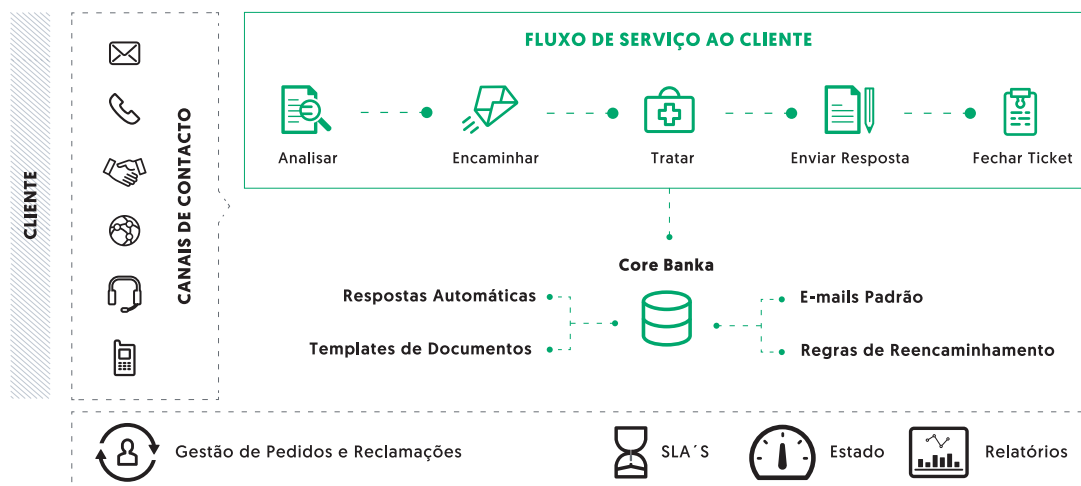 CLIENTE
CANAIS DE CONTACTO
FLUXO DE SERVIÇO AO CLIENTE
Analisar
Encaminhar
Tratar
Enviar Resposta
Fechar Ticket
Core Banka
Respostas Automáticas
Templates de Documentos
E-mails Padrão
Regras de Reencaminhamento
Gestão de Pedidos e Reclamações
SLA´S
Estado
Relatórios